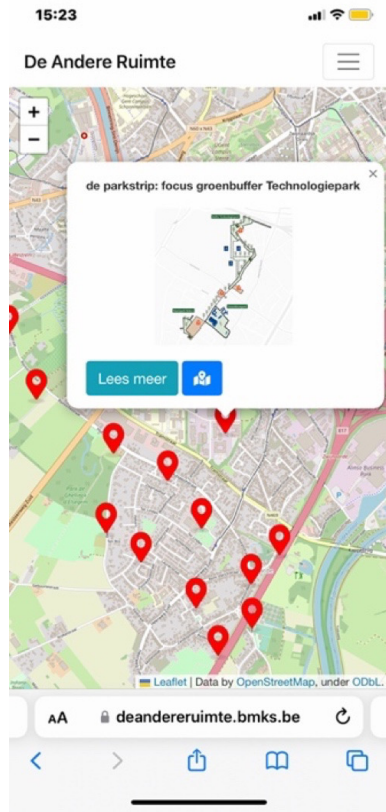 15:23
De Andere Ruimte
+
−
×
de parkstrip: focus groenbuffer Technologiepark
Lees meer
Leaflet | Data by OpenStreetMap, under ODbL.
AA
deandereruimte.bmks.be